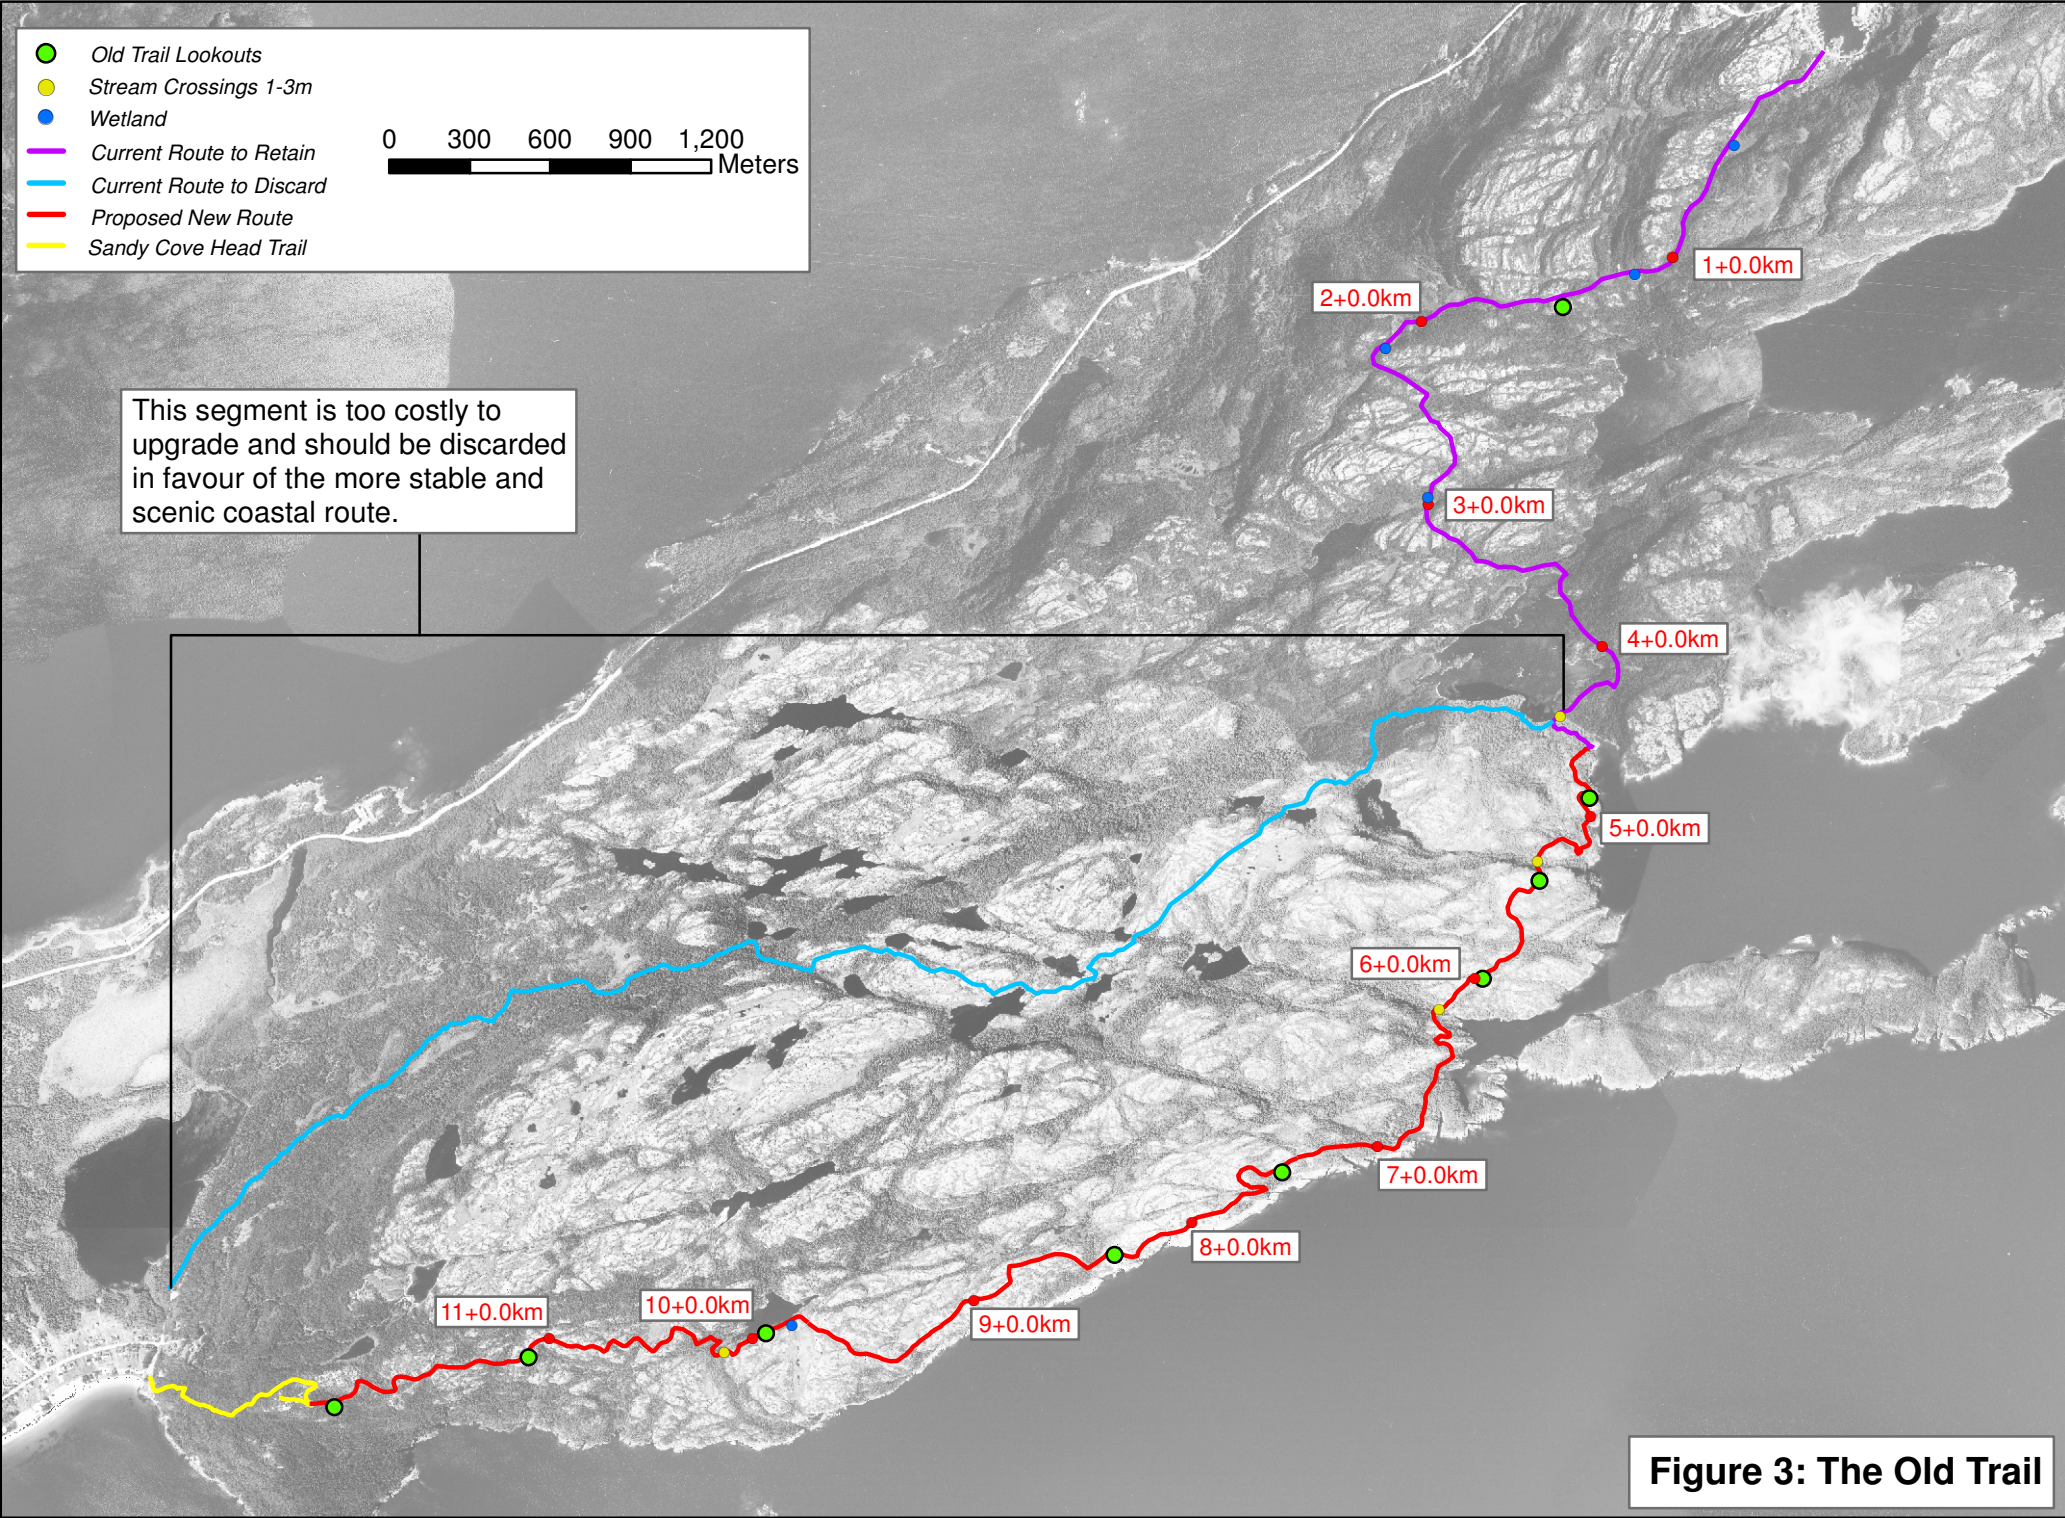 Old Trail Lookouts
Stream Crossings 1-3m
Wetland
Current Route to Retain
Current Route to Discard
Proposed New Route
Sandy Cove Head Trail
0 300 600 900 1,200
Meters
1+0.0km
2+0.0km
This segment is too costly to
upgrade and should be discarded
in favour of the more stable and
scenic coastal route.
3+0.0km
4+0.0km
5+0.0km
6+0.0km
7+0.0km
8+0.0km
9+0.0km
10+0.0km
11+0.0km
Figure 3: The Old Trail